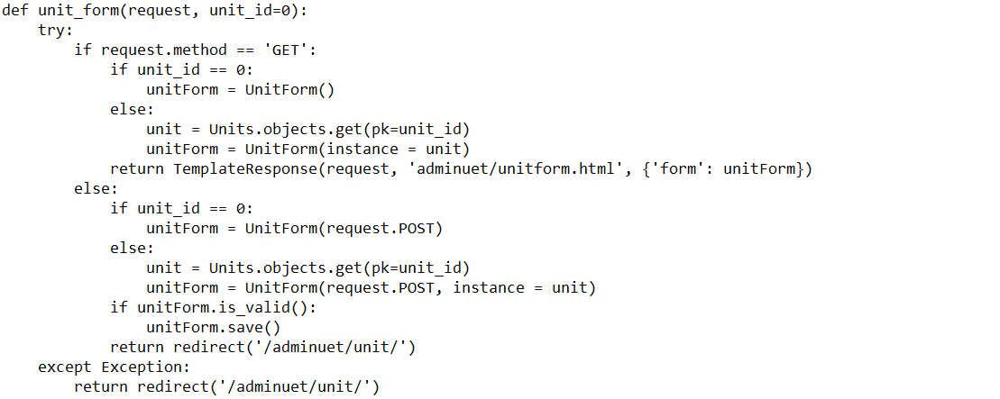 def unit_form(request, unit_id=0):
    try:
        if request.method == 'GET':
            if unit_id == 0:
                unitForm = UnitForm()
            else:
                unit = Units.objects.get(pk=unit_id)
                unitForm = UnitForm(instance = unit)
            return TemplateResponse(request, 'adminuet/unitform.html', {'form': unitForm})
        else:
            if unit_id == 0:
                unitForm = UnitForm(request.POST)
            else:
                unit = Units.objects.get(pk=unit_id)
                unitForm = UnitForm(request.POST, instance = unit)
            if unitForm.is_valid():
                unitForm.save()
            return redirect('/adminuet/unit/')
    except Exception:
        return redirect('/adminuet/unit/')